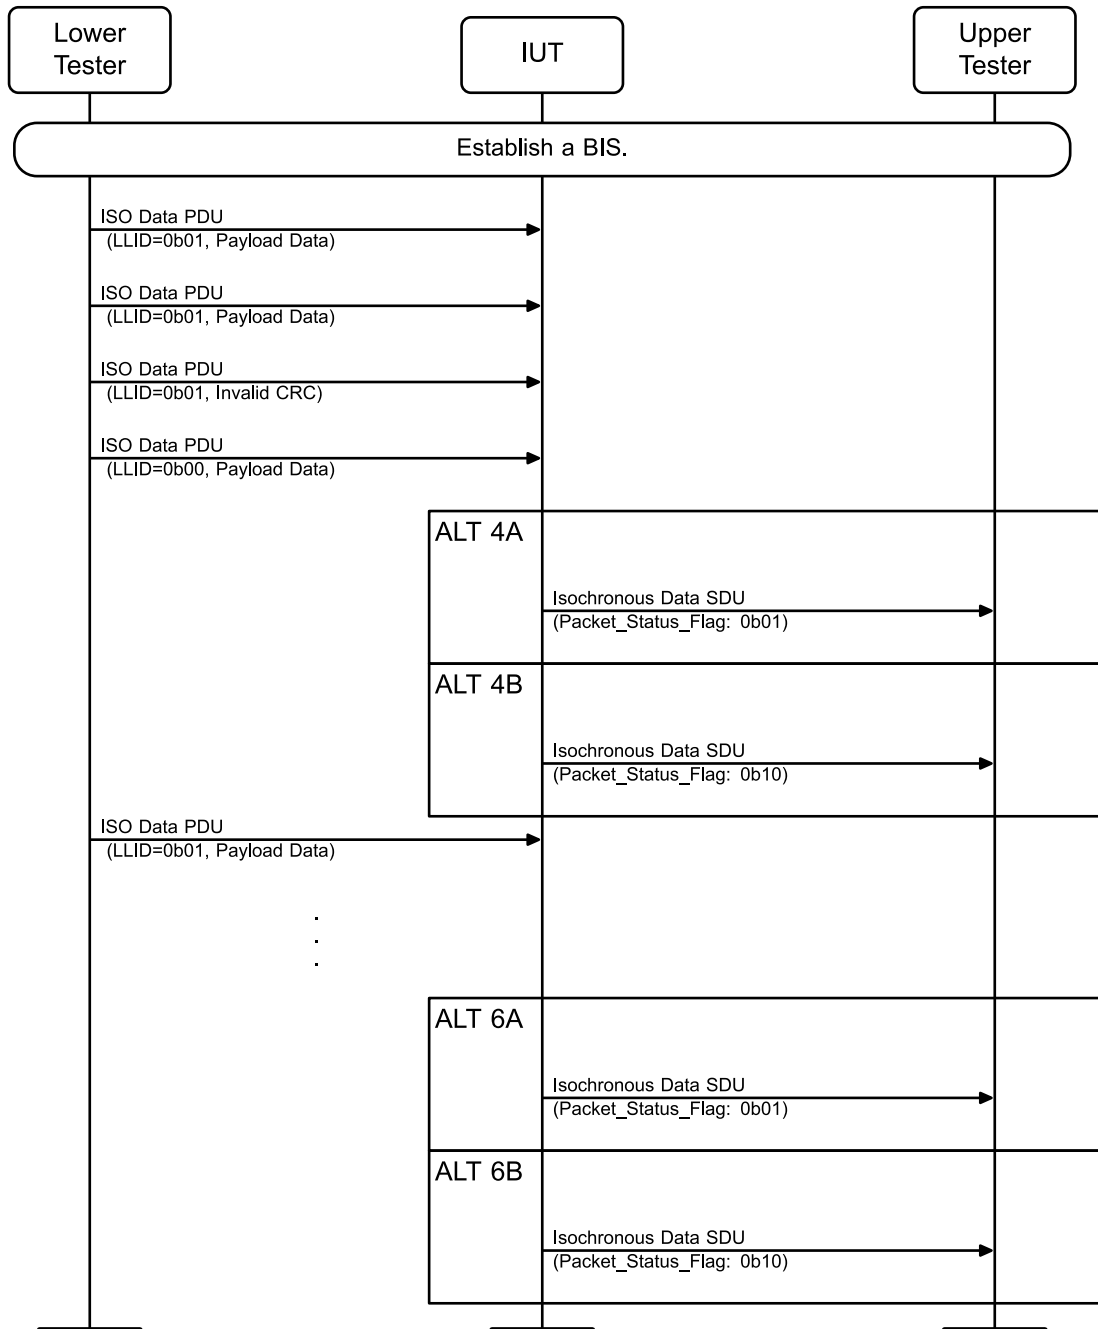 Lower
Tester
IUT
Upper
Tester
Establish a BIS.
ISO Data PDU
(LLID=0b01, Payload Data)
ISO Data PDU
(LLID=0b01, Payload Data)
ISO Data PDU
(LLID=0b01, Invalid CRC)
ISO Data PDU
(LLID=0b00, Payload Data)
ALT 4A
Isochronous Data SDU
(Packet_Status_Flag: 0b01)
ALT 4B
Isochronous Data SDU
(Packet_Status_Flag: 0b10)
ISO Data PDU
(LLID=0b01, Payload Data)
.
.
.
ALT 6A
Isochronous Data SDU
(Packet_Status_Flag: 0b01)
ALT 6B
Isochronous Data SDU
(Packet_Status_Flag: 0b10)